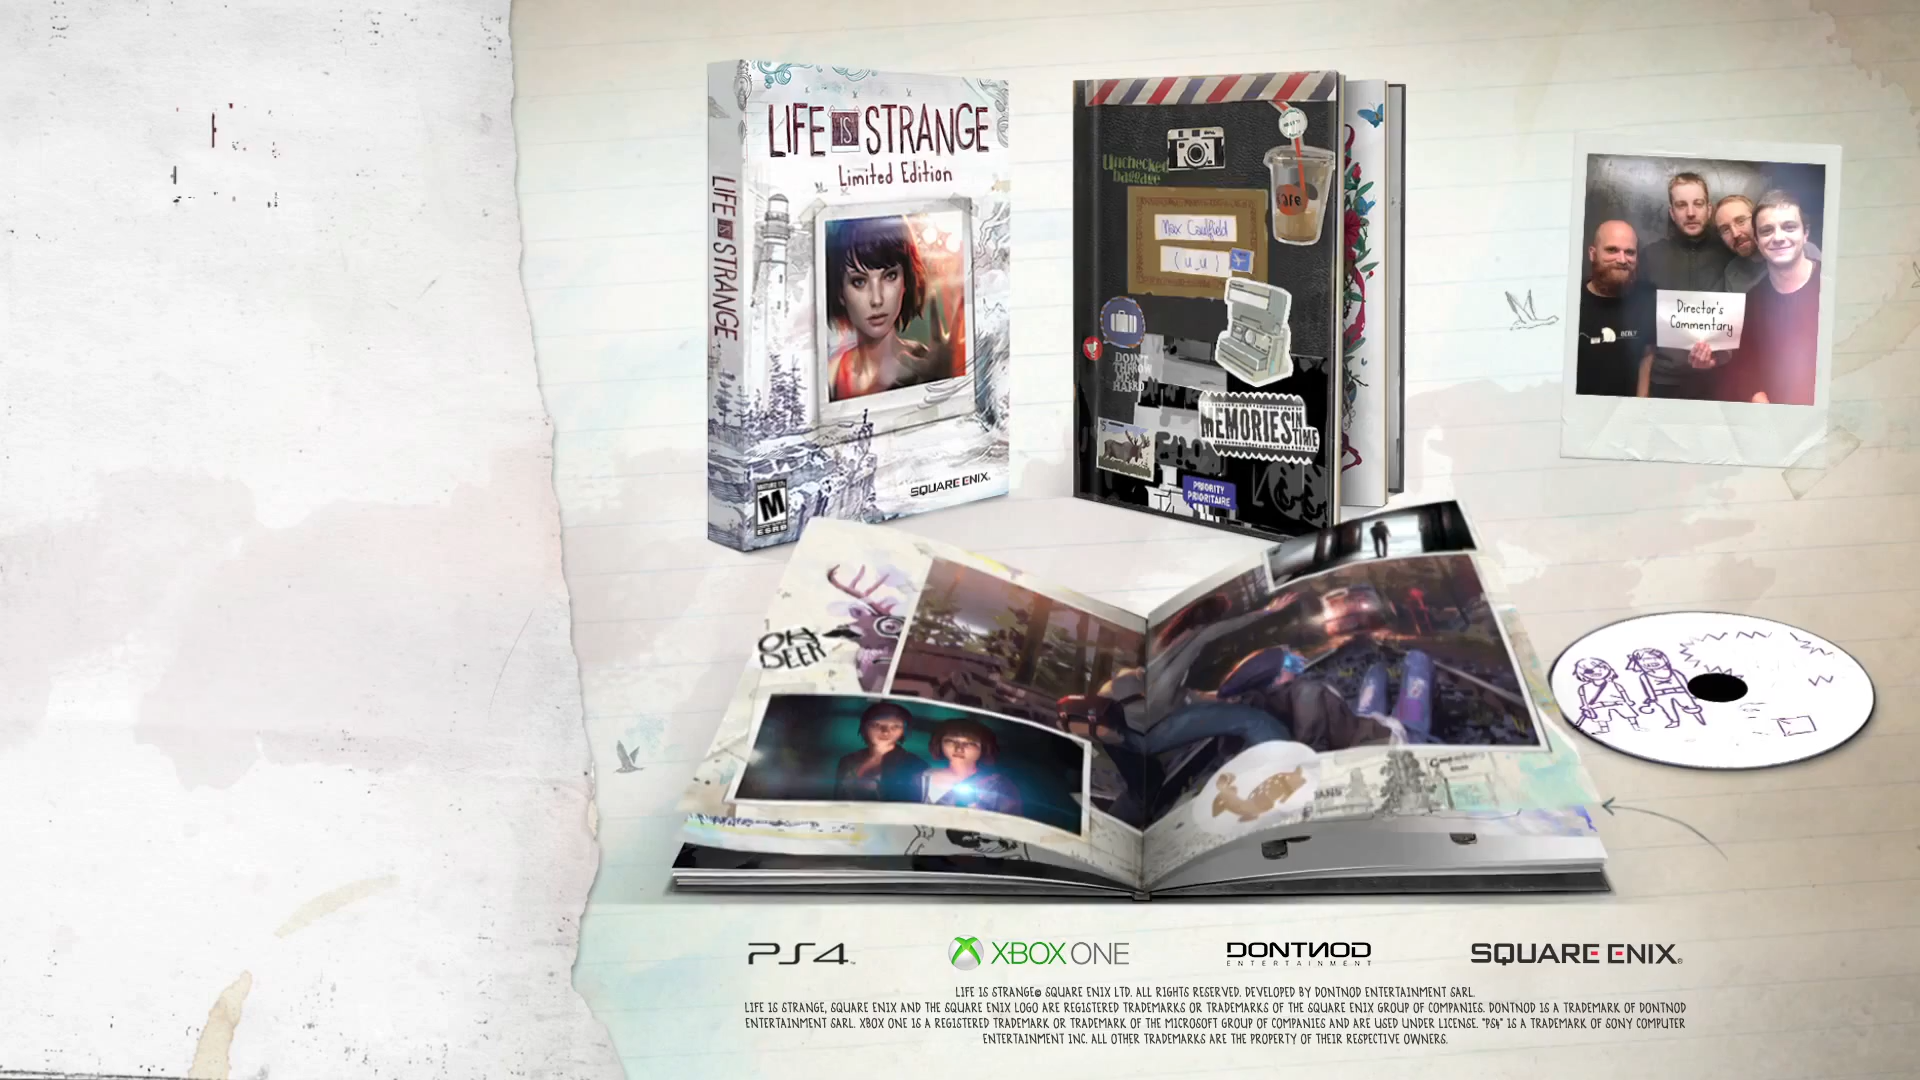 LIFE IS STRANGE
Limited Edition
LIFE IS STRANGE
MATURE 17+
M
ESRB
SQUARE ENIX®
Unchecked
baggage
Cafe
Max Caulfield
(u_u)
DON'T
THROW
ME!
HARD
MEMORIES IN TIME
PRIORITY
PRIORITAIRE
Director's
Commentary
OH
DEER
PS4™
XBOX ONE
DONTNOD
ENTERTAINMENT
SQUARE ENIX®
LIFE IS STRANGE© SQUARE ENIX LTD. ALL RIGHTS RESERVED. DEVELOPED BY DONTNOD ENTERTAINMENT SARL.
LIFE IS STRANGE, SQUARE ENIX AND THE SQUARE ENIX LOGO ARE REGISTERED TRADEMARKS OR TRADEMARKS OF THE SQUARE ENIX GROUP OF COMPANIES. DONTNOD IS A TRADEMARK OF DONTNOD
ENTERTAINMENT SARL. XBOX ONE IS A REGISTERED TRADEMARK OR TRADEMARK OF THE MICROSOFT GROUP OF COMPANIES AND ARE USED UNDER LICENSE. "PS4" IS A TRADEMARK OF SONY COMPUTER
ENTERTAINMENT INC. ALL OTHER TRADEMARKS ARE THE PROPERTY OF THEIR RESPECTIVE OWNERS.